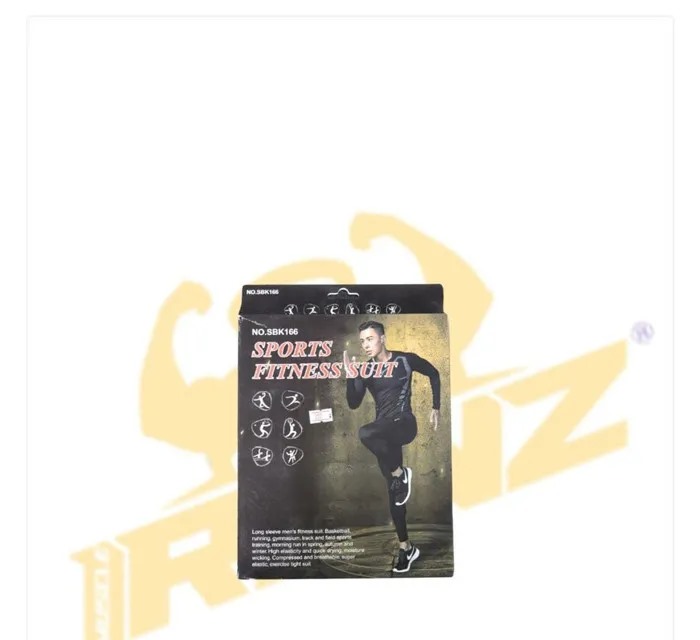 NO.SBK166
NO.SBK166
SPORTS
FITNESS SUIT
Long sleeve men's fitness suit. Basketball,
running, gymnasium, track and field sports,
training, morning run in spring, autumn and
winter. High elasticity and quick drying, moisture
wicking. Compressed and breathable super
elastic, exercise tight suit.